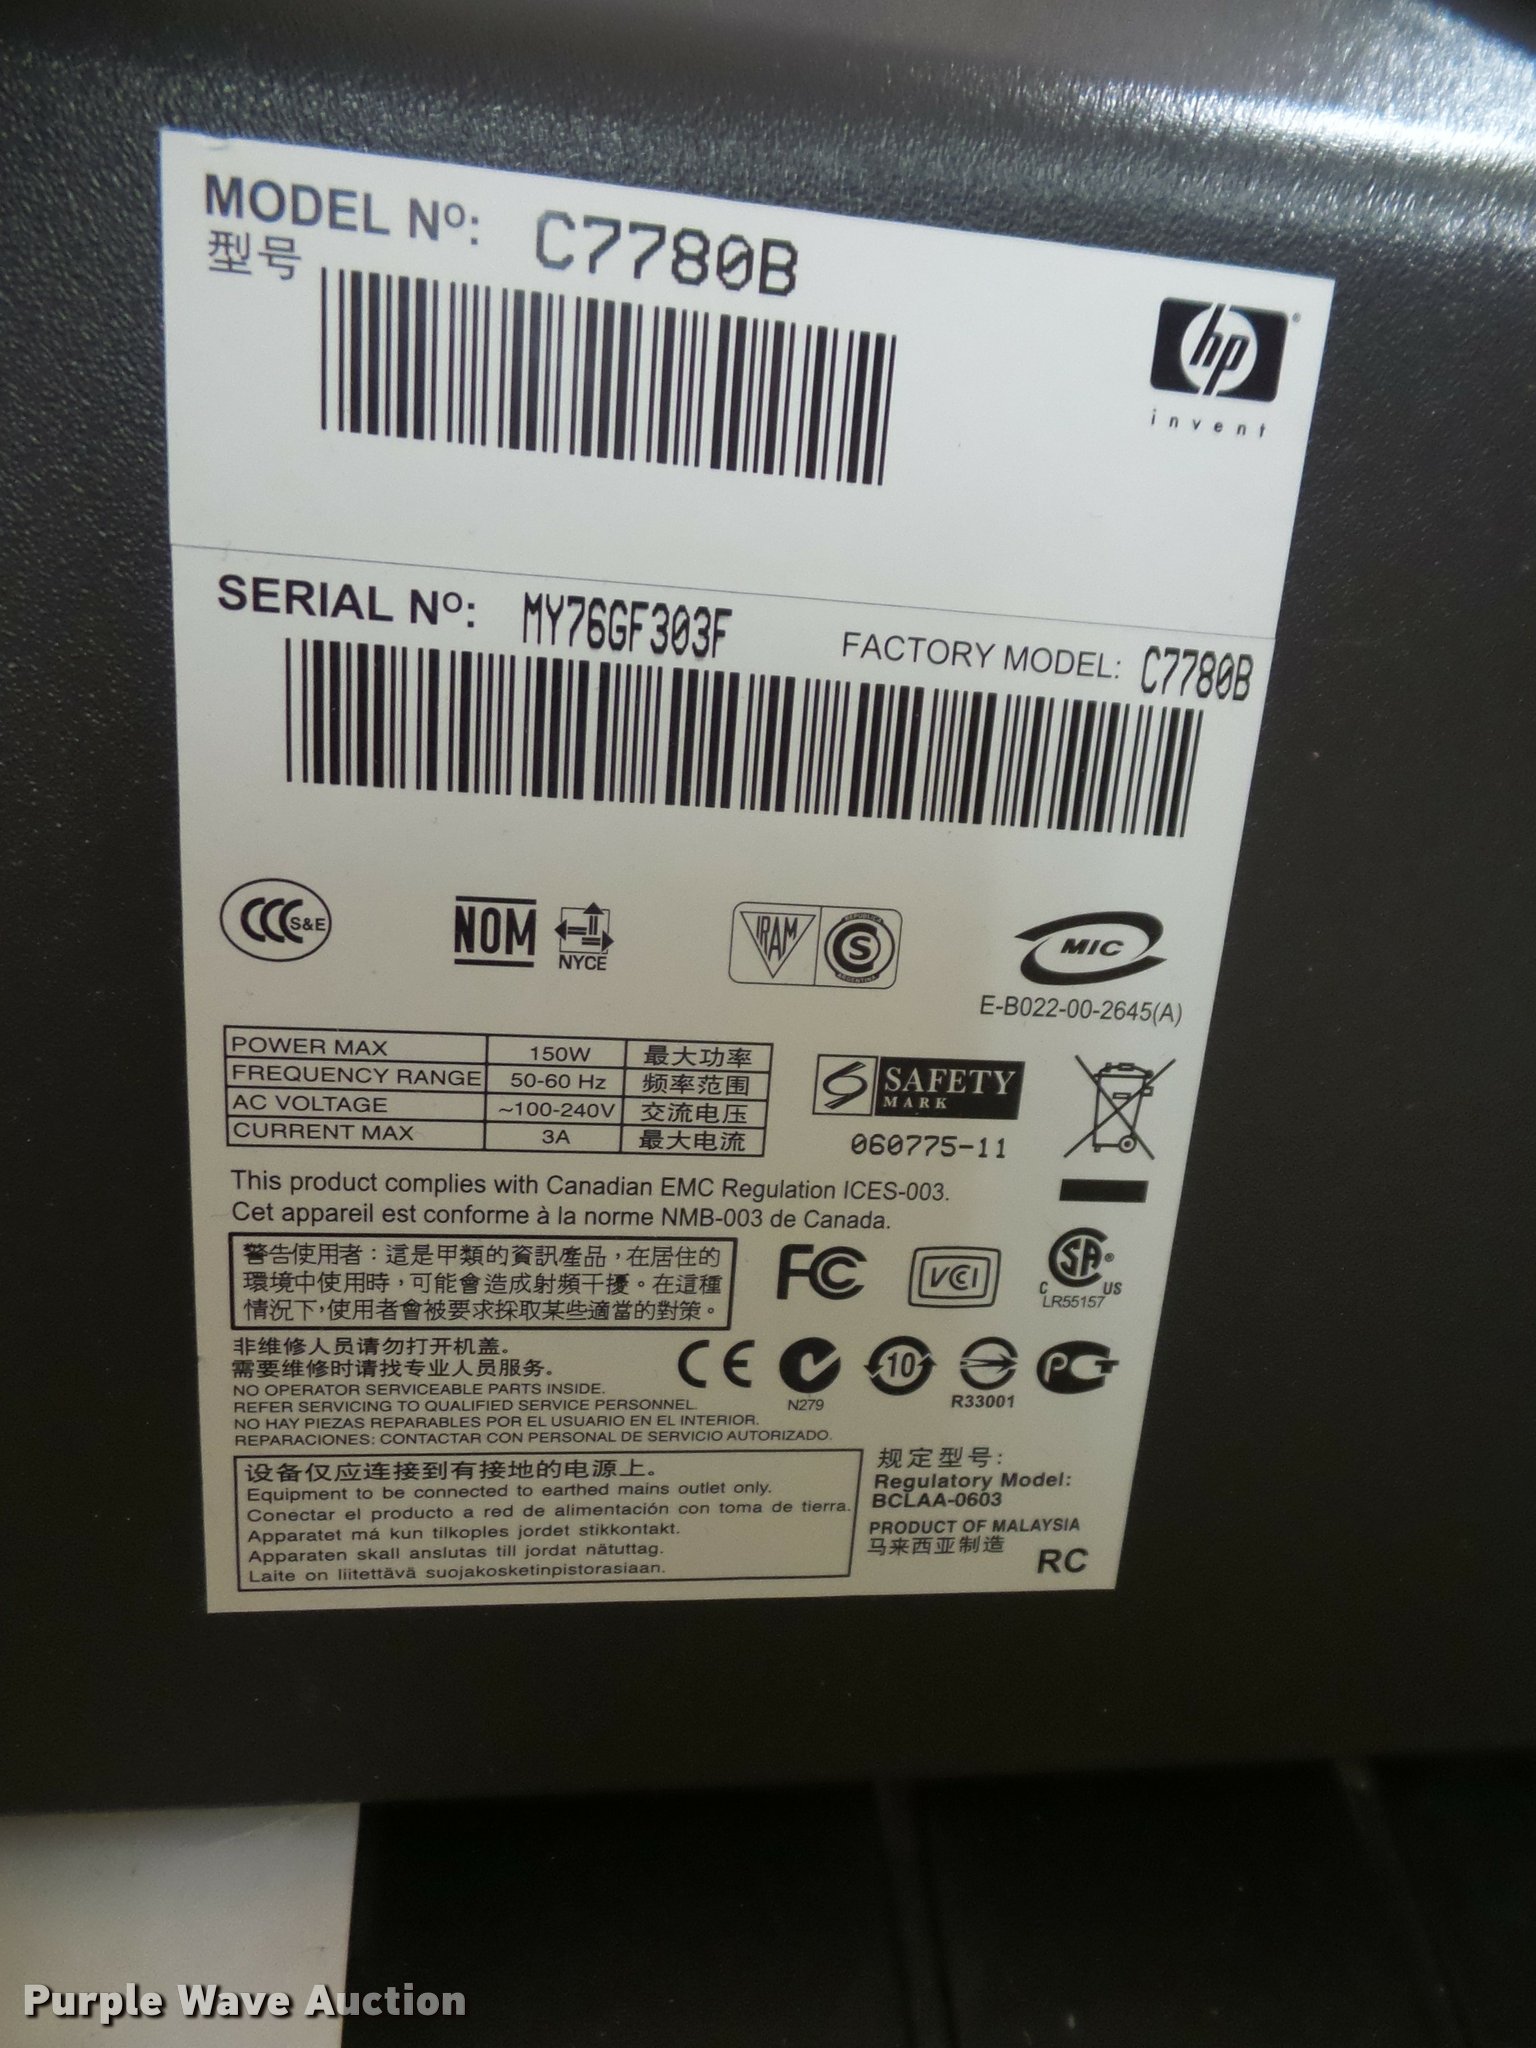 MODEL Nº: C7780B
型号
hp
invent
SERIAL Nº: MY76GF303F
FACTORY MODEL: C7780B
CCC S&E
NOM
NYCE
IRAM
REPUBLICA
S
ARGENTINA
MIC
E-B022-00-2645(A)
POWER MAX 150W 最大功率
FREQUENCY RANGE 50-60 Hz 频率范围
AC VOLTAGE ~100-240V 交流电压
CURRENT MAX 3A 最大电流
S SAFETY
MARK
060775-11
This product complies with Canadian EMC Regulation ICES-003.
Cet appareil est conforme à la norme NMB-003 de Canada.
警告使用者：這是甲類的資訊產品，在居住的
環境中使用時，可能會造成射頻干擾。在這種
情況下，使用者會被要求採取某些適當的對策。
FC
VCI
C SA® US
LR55157
非维修人员请勿打开机盖。
需要维修时请找专业人员服务。
NO OPERATOR SERVICEABLE PARTS INSIDE.
REFER SERVICING TO QUALIFIED SERVICE PERSONNEL.
NO HAY PIEZAS REPARABLES POR EL USUARIO EN EL INTERIOR.
REPARACIONES: CONTACTAR CON PERSONAL DE SERVICIO AUTORIZADO.
CE
N279
10
R33001
PCT
设备仅应连接到有接地的电源上。
Equipment to be connected to earthed mains outlet only.
Conectar el producto a red de alimentación con toma de tierra.
Apparatet må kun tilkoples jordet stikkontakt.
Apparaten skall anslutas till jordat nätuttag.
Laite on liitettävä suojakosketinpistorasiaan.
规定型号:
Regulatory Model:
BCLAA-0603
PRODUCT OF MALAYSIA
马来西亚制造
RC
Purple Wave Auction